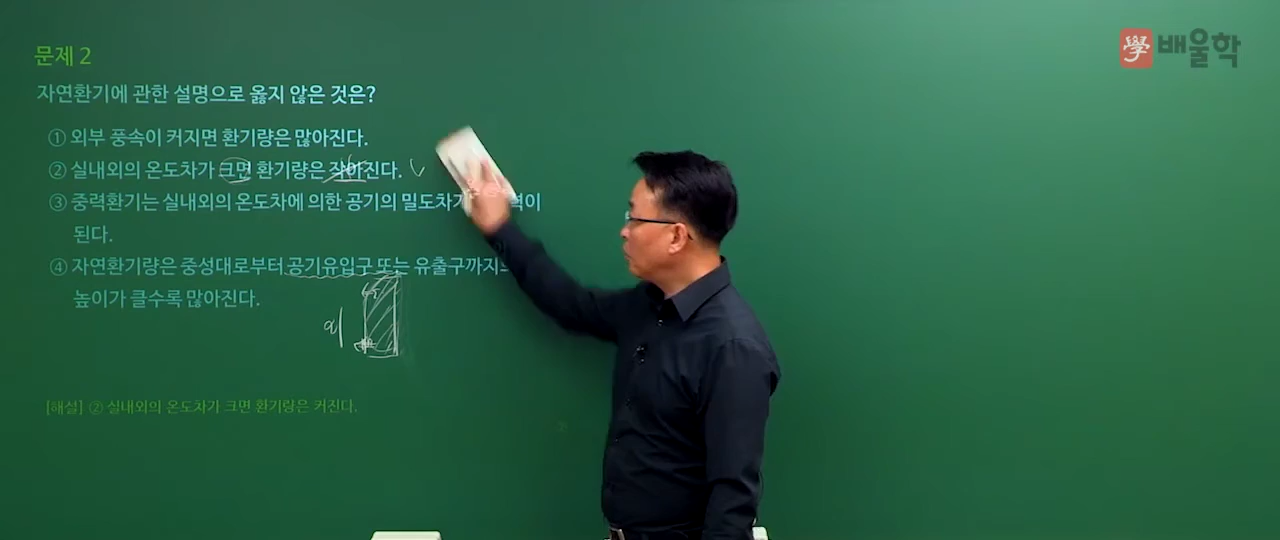 學 배울학
문제 2
자연환기에 관한 설명으로 옳지 않은 것은?
① 외부 풍속이 커지면 환기량은 많아진다.
② 실내외의 온도차가 크면 환기량은 작아진다.
③ 중력환기는 실내외의 온도차에 의한 공기의 밀도차가
된다.
④ 자연환기량은 중성대로부터 공기유입구 또는 유출구까지의
높이가 클수록 많아진다.
[해설] ② 실내외의 온도차가 크면 환기량은 커진다.